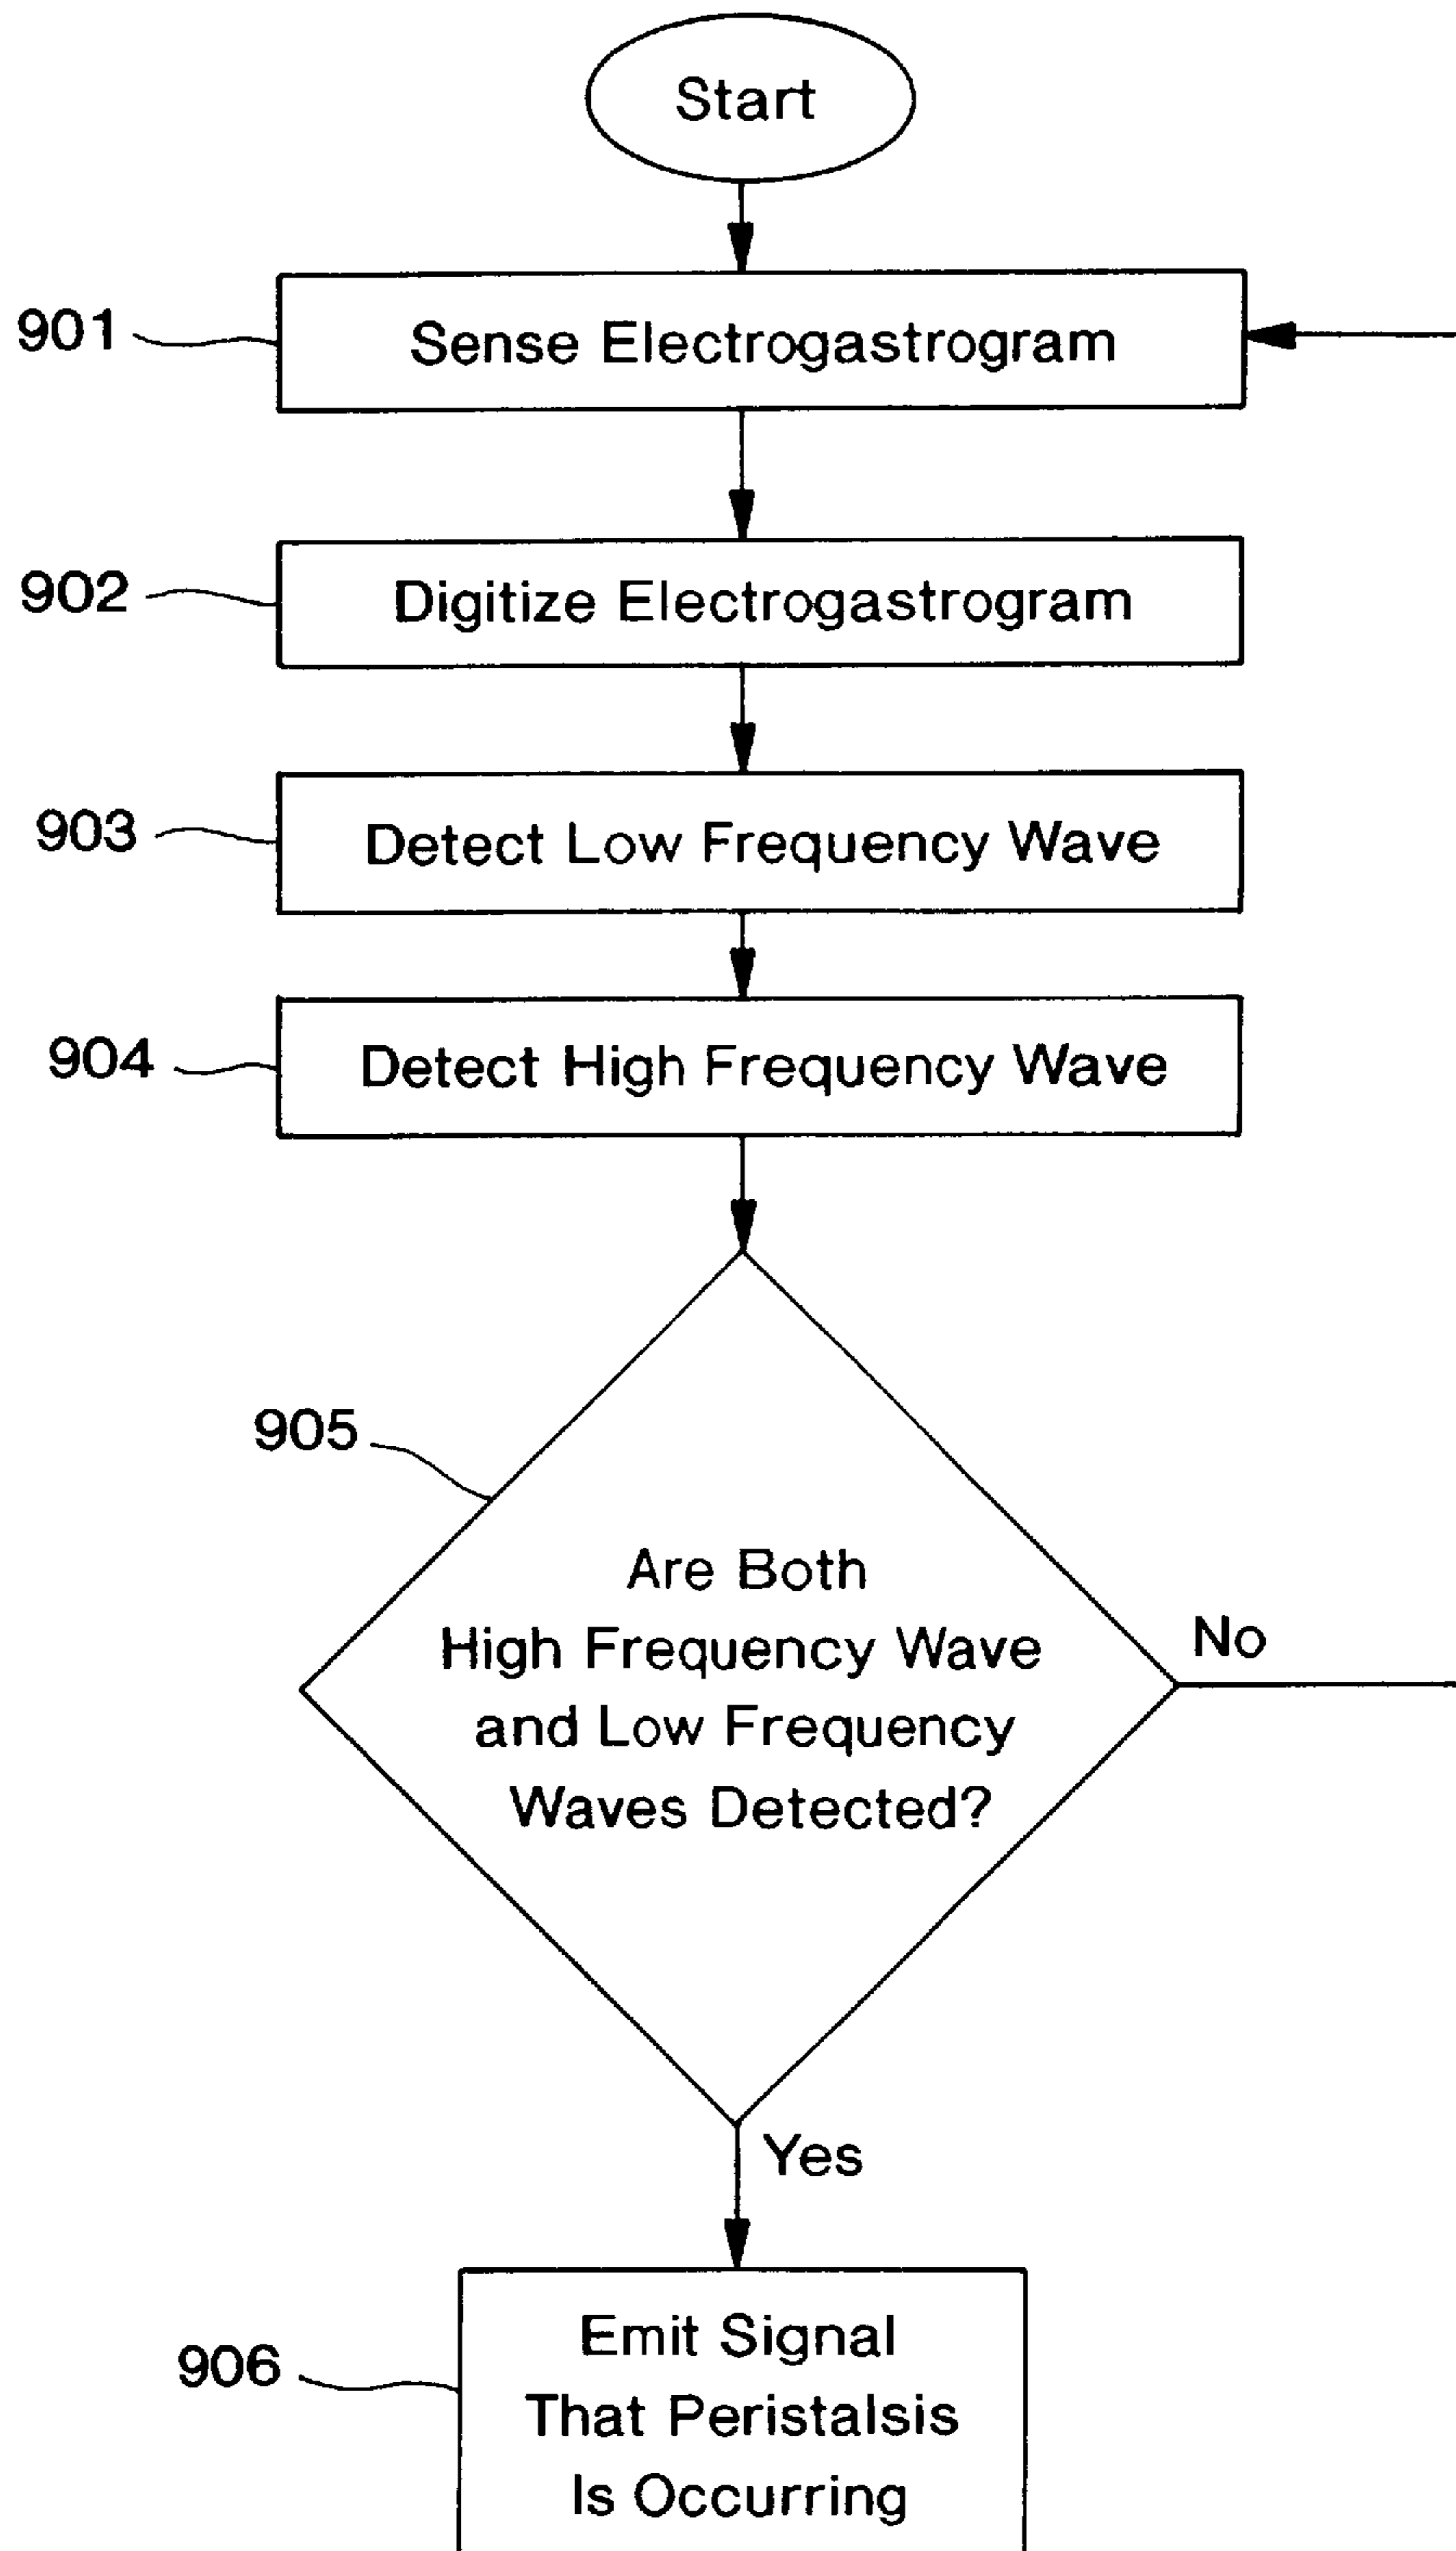 Start
901
Sense Electrogastrogram
902
Digitize Electrogastrogram
903
Detect Low Frequency Wave
904
Detect High Frequency Wave
905
Are Both
High Frequency Wave
and Low Frequency
Waves Detected?
No
Yes
906
Emit Signal
That Peristalsis
Is Occurring